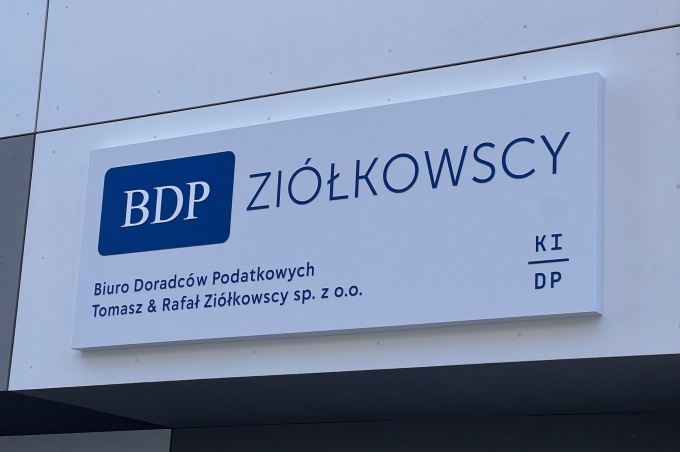 BDP ZIÓŁKOWSCY
Biuro Doradców Podatkowych
Tomasz & Rafał Ziółkowscy sp. z o.o.
KI
DP